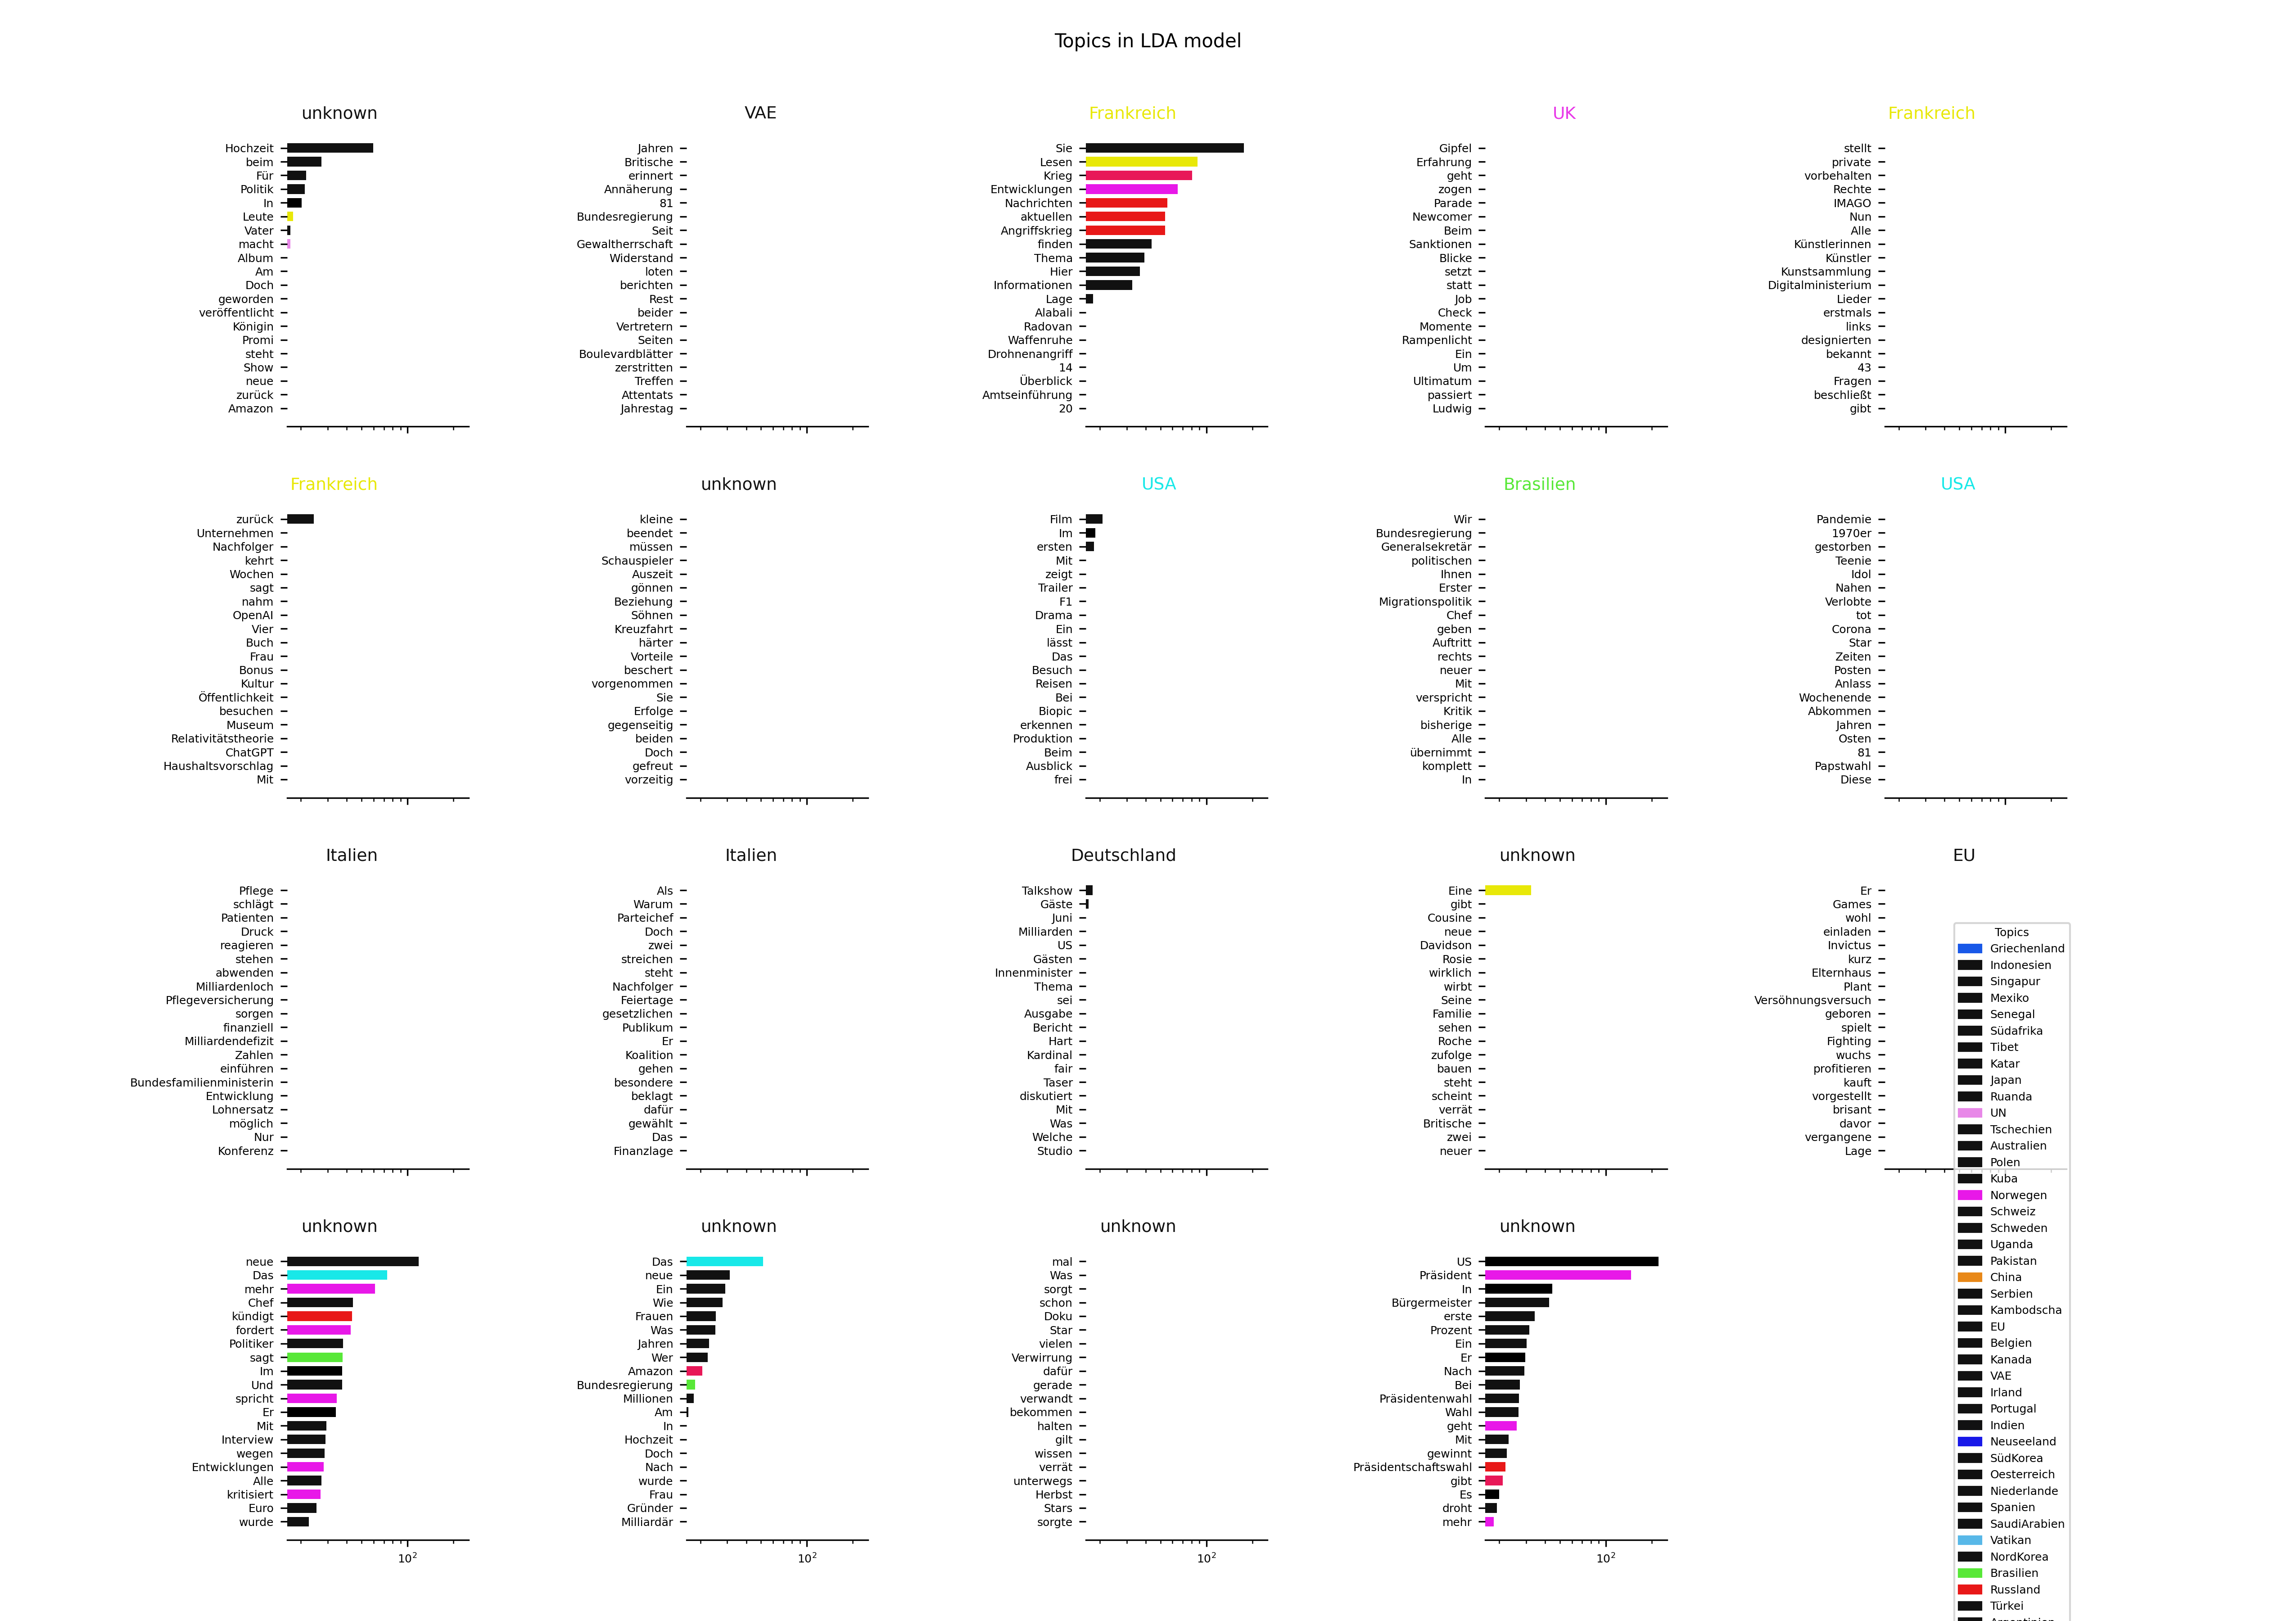 Topics in LDA model
unknown
Hochzeit
beim
Für
Politik
In
Leute
Vater
macht
Album
Am
Doch
geworden
veröffentlicht
Königin
Promi
steht
Show
neue
zurück
Amazon
VAE
Jahren
Britische
erinnert
Annäherung
81
Bundesregierung
Seit
Gewaltherrschaft
Widerstand
loten
berichten
Rest
beider
Vertretern
Seiten
Boulevardblätter
zerstritten
Treffen
Attentats
Jahrestag
Frankreich
Sie
Lesen
Krieg
Entwicklungen
Nachrichten
aktuellen
Angriffskrieg
finden
Thema
Hier
Informationen
Lage
Alabali
Radovan
Waffenruhe
Drohnenangriff
14
Überblick
Amtseinführung
20
UK
Gipfel
Erfahrung
geht
zogen
Parade
Newcomer
Beim
Sanktionen
Blicke
setzt
statt
Job
Check
Momente
Rampenlicht
Ein
Um
Ultimatum
passiert
Ludwig
Frankreich
stellt
private
vorbehalten
Rechte
IMAGO
Nun
Alle
Künstlerinnen
Künstler
Kunstsammlung
Digitalministerium
Lieder
erstmals
links
designierten
bekannt
43
Fragen
beschließt
gibt
Frankreich
zurück
Unternehmen
Nachfolger
kehrt
Wochen
sagt
nahm
OpenAI
Vier
Buch
Frau
Bonus
Kultur
Öffentlichkeit
besuchen
Museum
Relativitätstheorie
ChatGPT
Haushaltsvorschlag
Mit
unknown
kleine
beendet
müssen
Schauspieler
Auszeit
gönnen
Beziehung
Söhnen
Kreuzfahrt
härter
Vorteile
beschert
vorgenommen
Sie
Erfolge
gegenseitig
beiden
Doch
gefreut
vorzeitig
USA
Film
Im
ersten
Mit
zeigt
Trailer
F1
Drama
Ein
lässt
Das
Besuch
Reisen
Bei
Biopic
erkennen
Produktion
Beim
Ausblick
frei
Brasilien
Wir
Bundesregierung
Generalsekretär
politischen
Ihnen
Erster
Migrationspolitik
Chef
geben
Auftritt
rechts
neuer
Mit
verspricht
Kritik
bisherige
Alle
übernimmt
komplett
In
USA
Pandemie
1970er
gestorben
Teenie
Idol
Nahen
Verlobte
tot
Corona
Star
Zeiten
Posten
Anlass
Wochenende
Abkommen
Jahren
Osten
81
Papstwahl
Diese
Italien
Pflege
schlägt
Patienten
Druck
reagieren
stehen
abwenden
Milliardenloch
Pflegeversicherung
sorgen
finanziell
Milliardendefizit
Zahlen
einführen
Bundesfamilienministerin
Entwicklung
Lohnersatz
möglich
Nur
Konferenz
Italien
Als
Warum
Parteichef
Doch
zwei
streichen
steht
Nachfolger
Feiertage
gesetzlichen
Publikum
Er
Koalition
gehen
besondere
beklagt
dafür
gewählt
Das
Finanzlage
Deutschland
Talkshow
Gäste
Juni
Milliarden
US
Gästen
Innenminister
Thema
sei
Ausgabe
Bericht
Hart
Kardinal
fair
Taser
diskutiert
Mit
Was
Welche
Studio
unknown
Eine
gibt
Cousine
neue
Davidson
Rosie
wirklich
wirbt
Seine
Familie
sehen
Roche
zufolge
bauen
steht
scheint
verrät
Britische
zwei
neuer
EU
Er
Games
wohl
einladen
Invictus
kurz
Elternhaus
Plant
Versöhnungsversuch
geboren
spielt
Fighting
wuchs
profitieren
kauft
vorgestellt
brisant
davor
vergangene
Lage
unknown
neue
Das
mehr
Chef
kündigt
fordert
Politiker
sagt
Im
Und
spricht
Er
Mit
Interview
wegen
Entwicklungen
Alle
kritisiert
Euro
wurde
10²
unknown
Das
neue
Ein
Wie
Frauen
Was
Jahren
Wer
Amazon
Bundesregierung
Millionen
Am
In
Hochzeit
Doch
Nach
wurde
Frau
Gründer
Milliardär
10²
unknown
mal
Was
sorgt
schon
Doku
Star
vielen
Verwirrung
dafür
gerade
verwandt
bekommen
halten
gilt
wissen
verrät
unterwegs
Herbst
Stars
sorgte
10²
unknown
US
Präsident
In
Bürgermeister
erste
Prozent
Ein
Er
Nach
Bei
Präsidentenwahl
Wahl
geht
Mit
gewinnt
Präsidentschaftswahl
gibt
Es
droht
mehr
10²
Topics
Griechenland
Indonesien
Singapur
Mexiko
Senegal
Südafrika
Tibet
Katar
Japan
Ruanda
UN
Tschechien
Australien
Polen
Kuba
Norwegen
Schweiz
Schweden
Uganda
Pakistan
China
Serbien
Kambodscha
EU
Belgien
Kanada
VAE
Irland
Portugal
Indien
Neuseeland
SüdKorea
Oesterreich
Niederlande
Spanien
SaudiArabien
Vatikan
NordKorea
Brasilien
Russland
Türkei